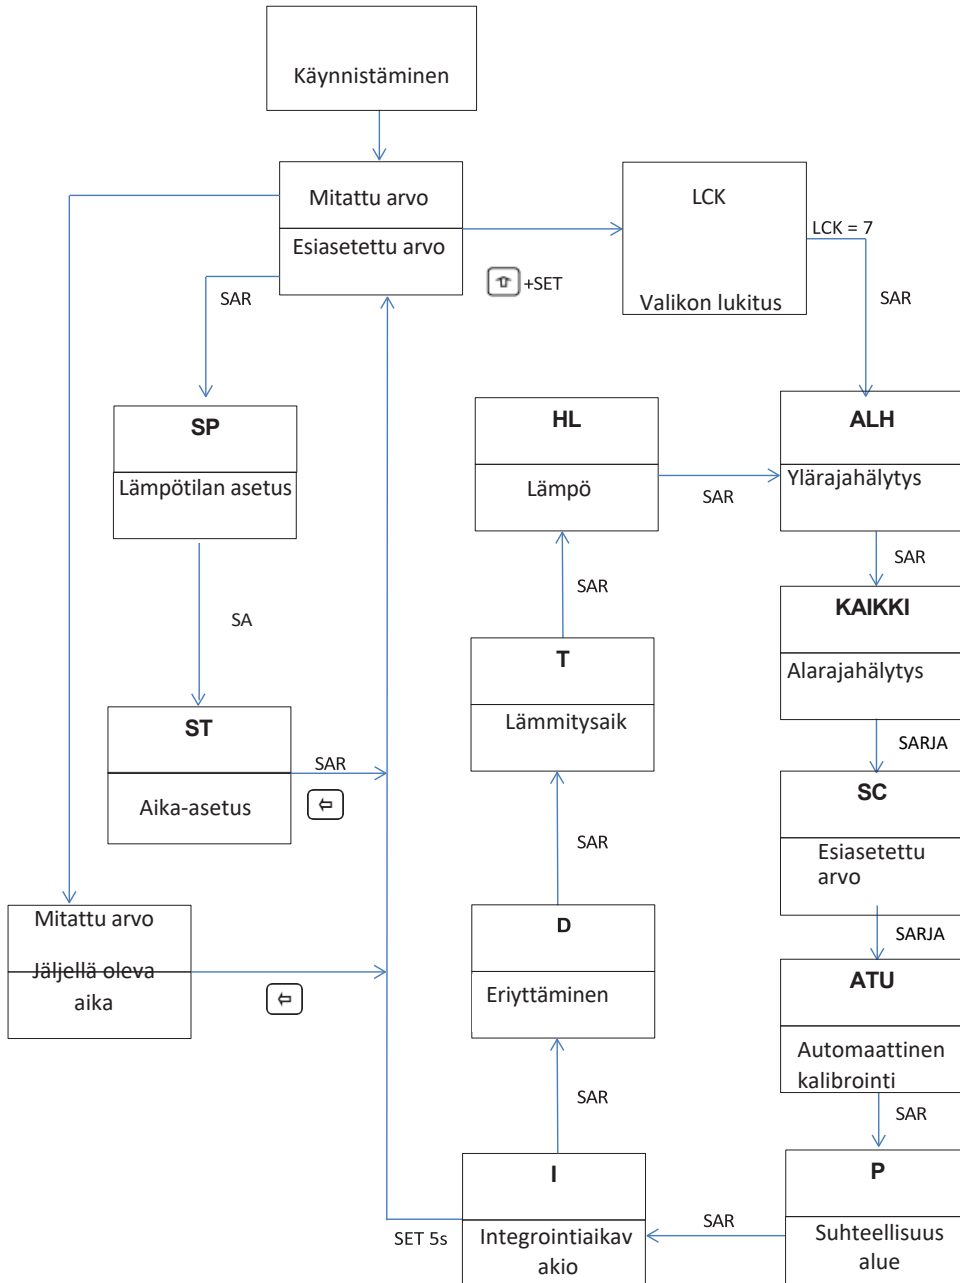 Käynnistäminen
Mitattu arvo
Esiasetettu arvo
+SET
LCK
Valikon lukitus
LCK = 7
SAR
SAR
SP
Lämpötilan asetus
SA
ST
Aika-asetus
SAR
Mitattu arvo
Jäljellä oleva
aika
HL
Lämpö
SAR
ALH
Ylärajahälytys
SAR
KAIKKI
Alarajahälytys
SARJA
SC
Esiasetettu
arvo
SARJA
ATU
Automaattinen
kalibrointi
SAR
P
Suhteellisuus
alue
SAR
I
Integrointiaikav
akio
SET 5s
SAR
D
Eriyttäminen
SAR
T
Lämmitysaik
SAR